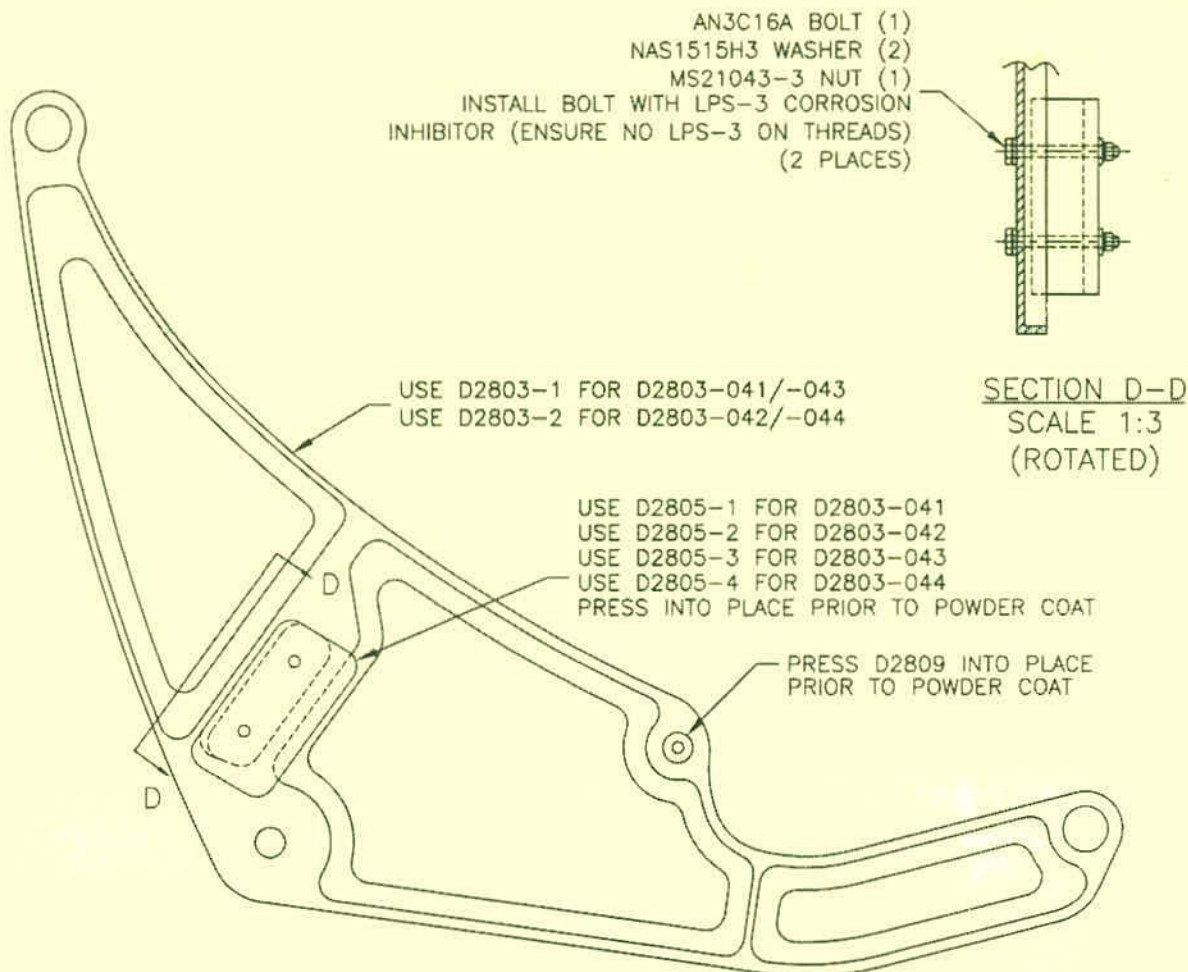 AN3C16A BOLT (1)
NAS1515H3 WASHER (2)
MS21043-3 NUT (1)
INSTALL BOLT WITH LPS-3 CORROSION
INHIBITOR (ENSURE NO LPS-3 ON THREADS)
(2 PLACES)
SECTION D-D
SCALE 1:3
(ROTATED)
USE D2803-1 FOR D2803-041/-043
USE D2803-2 FOR D2803-042/-044
USE D2805-1 FOR D2803-041
USE D2805-2 FOR D2803-042
USE D2805-3 FOR D2803-043
USE D2805-4 FOR D2803-044
PRESS INTO PLACE PRIOR TO POWDER COAT
D
PRESS D2809 INTO PLACE
PRIOR TO POWDER COAT
D